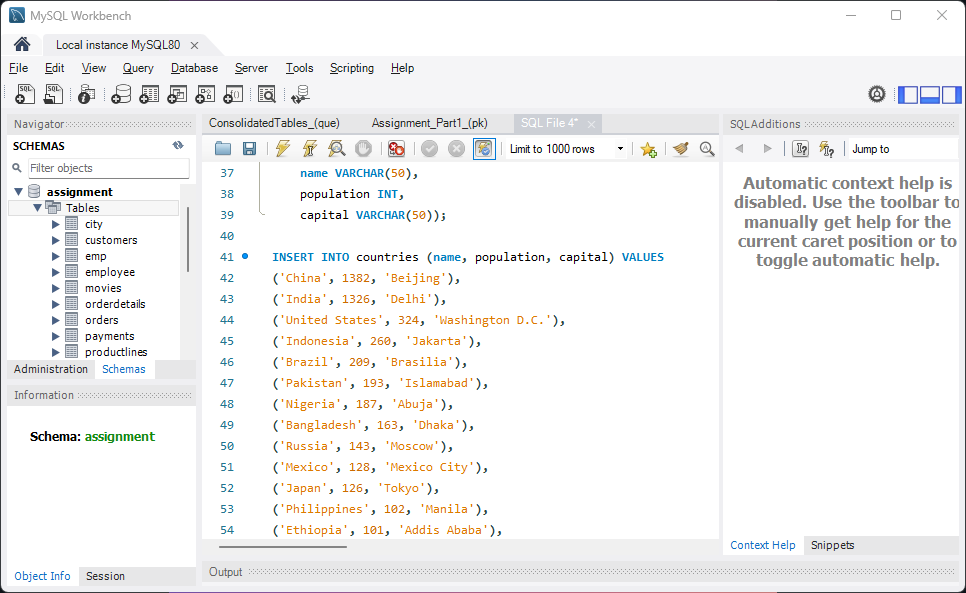 MySQL Workbench
Local instance MySQL80
File Edit View Query Database Server Tools Scripting Help
Navigator
SCHEMAS
Filter objects
assignment
Tables
city
customers
emp
employee
movies
orderdetails
orders
payments
productlines
Administration Schemas
Information
Schema: assignment
Object Info Session
ConsolidatedTables_(que) Assignment_Part1_(pk) SQL File 4*
Limit to 1000 rows
37 name VARCHAR(50),
38 population INT,
39 capital VARCHAR(50));
40
41 INSERT INTO countries (name, population, capital) VALUES
42 ('China', 1382, 'Beijing'),
43 ('India', 1326, 'Delhi'),
44 ('United States', 324, 'Washington D.C.'),
45 ('Indonesia', 260, 'Jakarta'),
46 ('Brazil', 209, 'Brasilia'),
47 ('Pakistan', 193, 'Islamabad'),
48 ('Nigeria', 187, 'Abuja'),
49 ('Bangladesh', 163, 'Dhaka'),
50 ('Russia', 143, 'Moscow'),
51 ('Mexico', 128, 'Mexico City'),
52 ('Japan', 126, 'Tokyo'),
53 ('Philippines', 102, 'Manila'),
54 ('Ethiopia', 101, 'Addis Ababa'),
Output
SQLAdditions
Jump to
Automatic context help is
disabled. Use the toolbar to
manually get help for the
current caret position or to
toggle automatic help.
Context Help Snippets